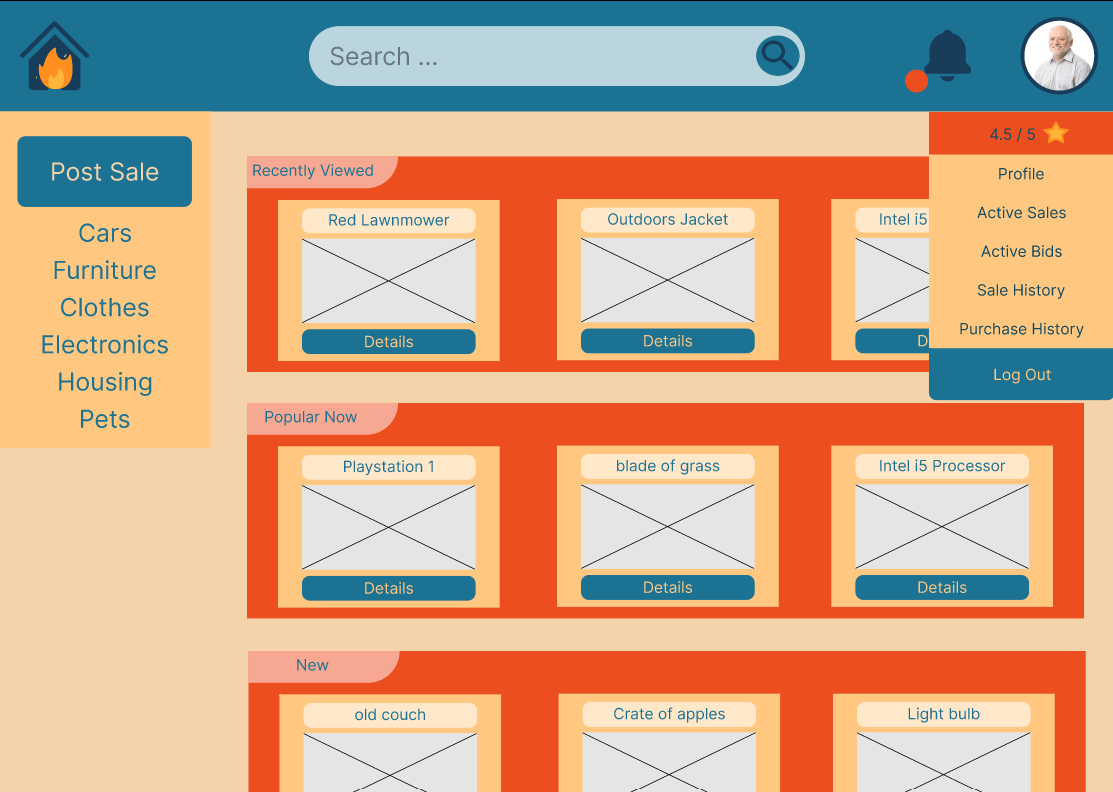 Search ...
4.5 / 5
Profile
Active Sales
Active Bids
Sale History
Purchase History
Log Out
Post Sale
Cars
Furniture
Clothes
Electronics
Housing
Pets
Recently Viewed
Red Lawnmower
Outdoors Jacket
Intel i5
Details
Details
D
Popular Now
Playstation 1
blade of grass
Intel i5 Processor
Details
Details
Details
New
old couch
Crate of apples
Light bulb